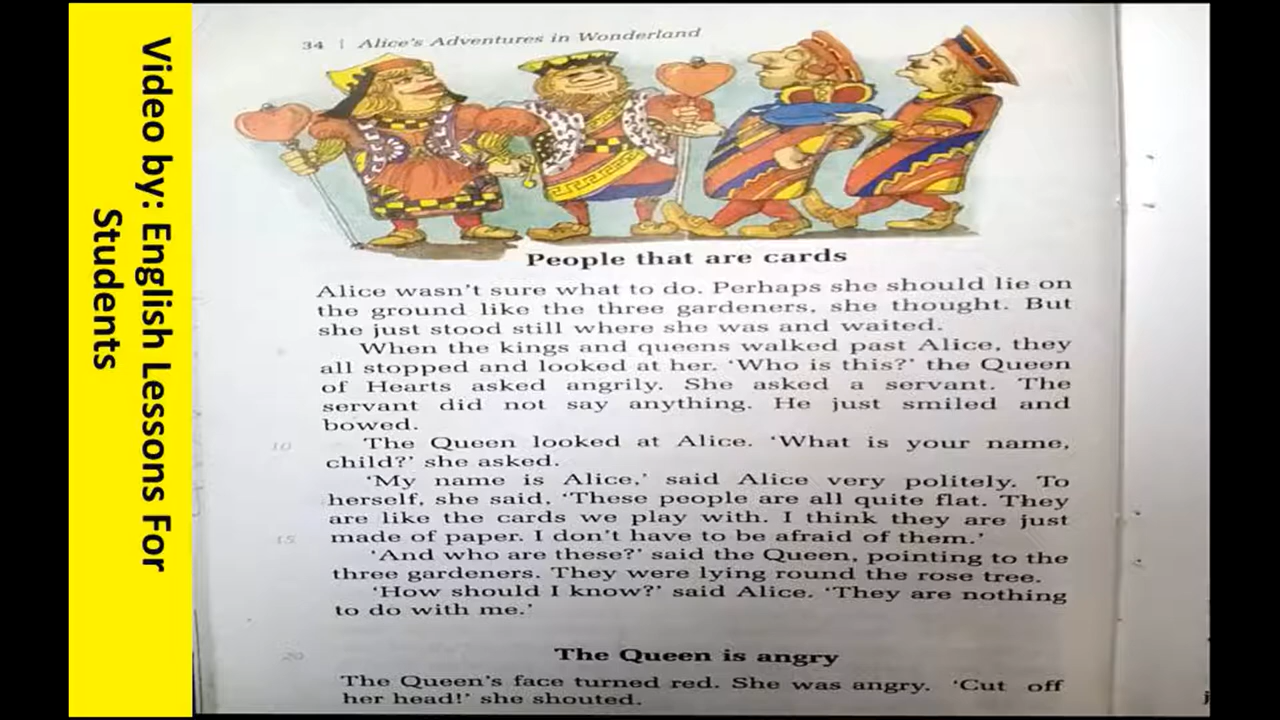 Video by: English Lessons For
Students
34 | Alice's Adventures in Wonderland
People that are cards
Alice wasn't sure what to do. Perhaps she should lie on
the ground like the three gardeners, she thought. But
she just stood still where she was and waited.
When the kings and queens walked past Alice, they
all stopped and looked at her. 'Who is this?' the Queen
of Hearts asked angrily. She asked a servant. The
servant did not say anything. He just smiled and
bowed.
10 The Queen looked at Alice. 'What is your name,
child?' she asked.
'My name is Alice,' said Alice very politely. To
herself, she said, 'These people are all quite flat. They
are like the cards we play with. I think they are just
15 made of paper. I don't have to be afraid of them.'
'And who are these?' said the Queen, pointing to the
three gardeners. They were lying round the rose tree.
'How should I know?' said Alice. 'They are nothing
to do with me.'
20 The Queen is angry
The Queen's face turned red. She was angry. 'Cut off
her head!' she shouted.